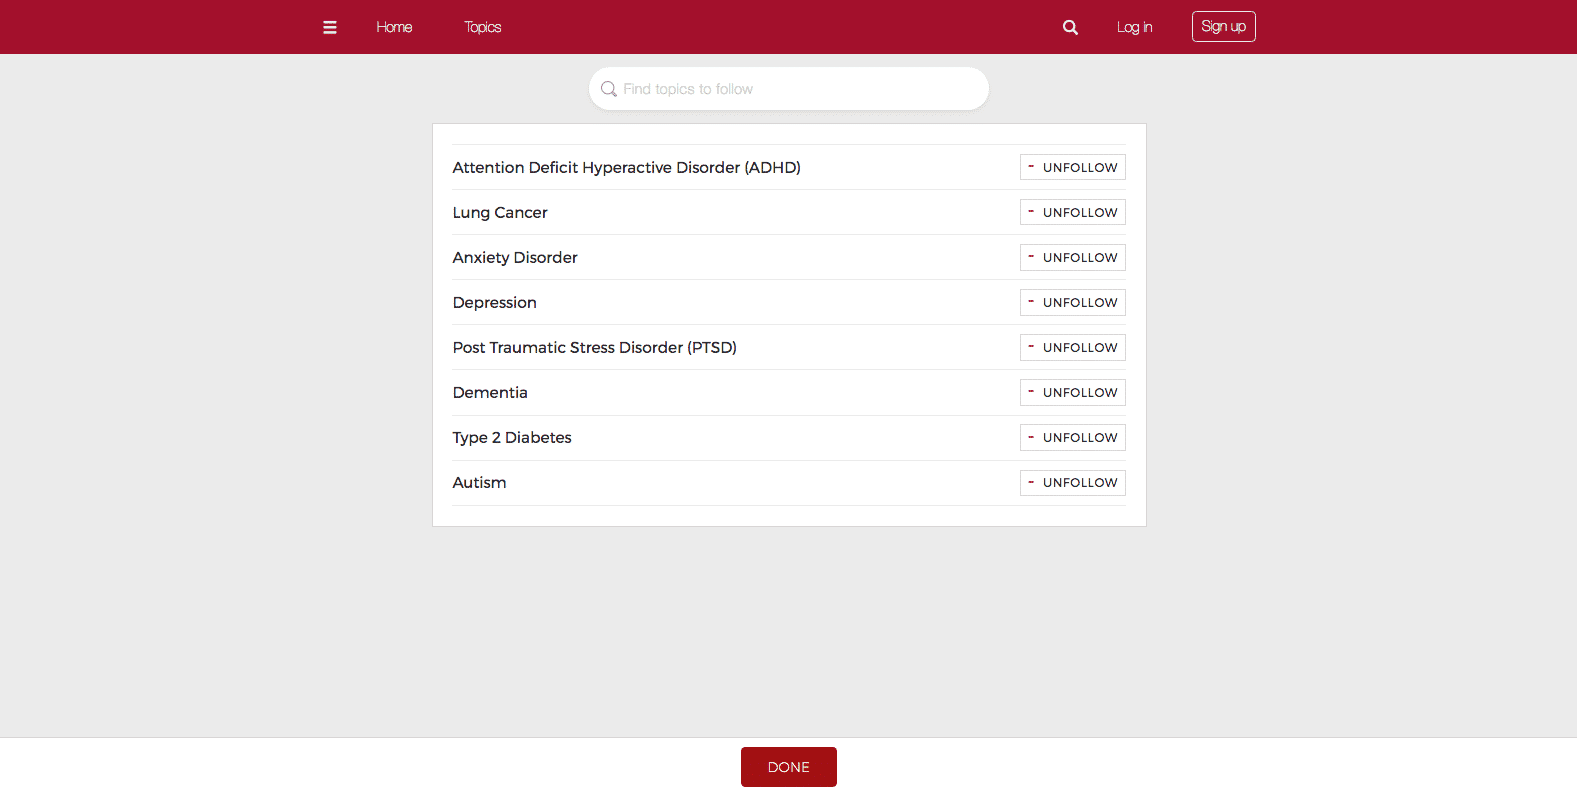 Home Topics Log in Sign up
Find topics to follow
Attention Deficit Hyperactive Disorder (ADHD) - UNFOLLOW
Lung Cancer - UNFOLLOW
Anxiety Disorder - UNFOLLOW
Depression - UNFOLLOW
Post Traumatic Stress Disorder (PTSD) - UNFOLLOW
Dementia - UNFOLLOW
Type 2 Diabetes - UNFOLLOW
Autism - UNFOLLOW
DONE